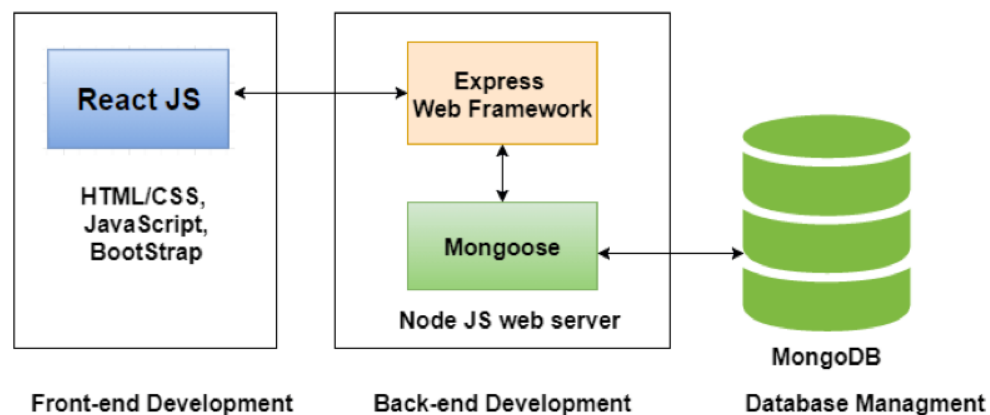 React JS
HTML/CSS,
JavaScript,
BootStrap
Front-end Development
Express
Web Framework
Mongoose
Node JS web server
Back-end Development
MongoDB
Database Managment